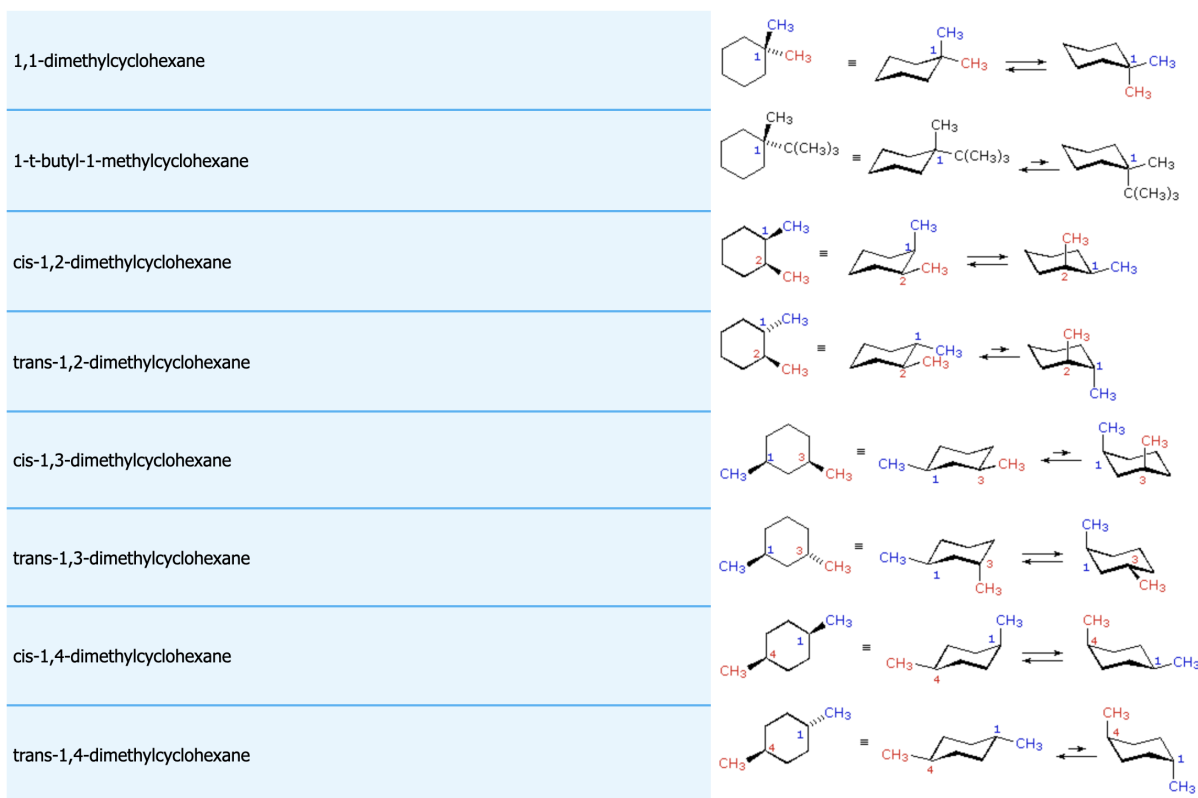 1,1-dimethylcyclohexane
CH3 CH3 CH3
1 CH3 ≡ 1 CH3 1 CH3
CH3
1-t-butyl-1-methylcyclohexane
CH3 CH3
1 C(CH3)3 ≡ 1 C(CH3)3 1 CH3
C(CH3)3
cis-1,2-dimethylcyclohexane
1 CH3 CH3 CH3
≡ 1
2 CH3 2 CH3 2 1 CH3
trans-1,2-dimethylcyclohexane
1 CH3 1 CH3 CH3
≡
2 CH3 2 CH3 2 1
CH3
cis-1,3-dimethylcyclohexane
CH3 CH3
1 3 ≡ CH3 CH3 1
CH3 CH3 1 3 3
trans-1,3-dimethylcyclohexane
CH3
1 3 ≡ CH3 3 3
CH3 CH3 1 CH3 1 CH3
cis-1,4-dimethylcyclohexane
CH3 CH3 CH3
1 ≡ 1 4
4 CH3 CH3 4 1 CH3
trans-1,4-dimethylcyclohexane
CH3 CH3
1 ≡ 1 CH3 4
4 CH3 CH3 4 1
CH3